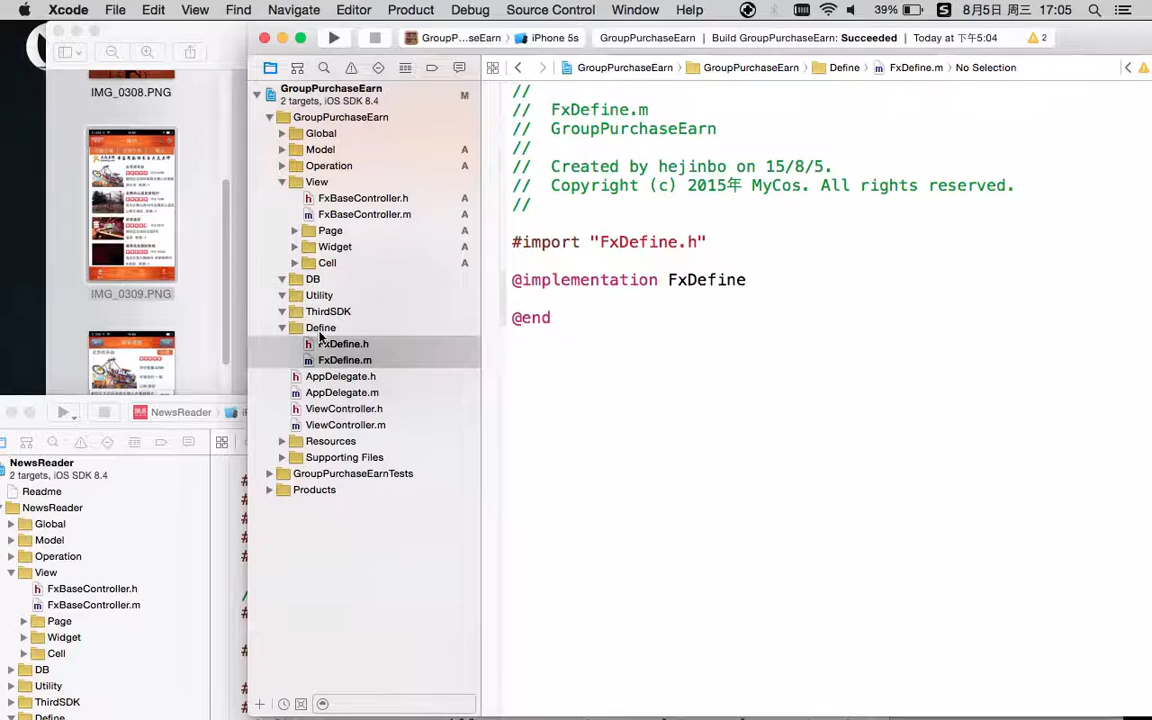 Xcode File Edit View Find Navigate Editor Product Debug Source Control Window Help 39% 8月5日 周三 17:05
GroupP...seEarn iPhone 5s GroupPurchaseEarn Build GroupPurchaseEarn: Succeeded Today at 下午5:04 2
GroupPurchaseEarn GroupPurchaseEarn Define FxDefine.m No Selection
IMG_0308.PNG
IMG_0309.PNG
GroupPurchaseEarn M
2 targets, iOS SDK 8.4
GroupPurchaseEarn
Global
Model A
Operation A
View
FxBaseController.h A
FxBaseController.m A
Page A
Widget A
Cell A
DB
Utility
ThirdSDK
Define
FxDefine.h
FxDefine.m
AppDelegate.h
AppDelegate.m
ViewController.h
ViewController.m
Resources
Supporting Files
GroupPurchaseEarnTests
Products
//
// FxDefine.m
// GroupPurchaseEarn
//
// Created by hejinbo on 15/8/5.
// Copyright (c) 2015年 MyCos. All rights reserved.
//
#import "FxDefine.h"
@implementation FxDefine
@end
NewsReader
NewsReader
2 targets, iOS SDK 8.4
Readme
NewsReader
Global
Model
Operation
View
FxBaseController.h
FxBaseController.m
Page
Widget
Cell
DB
Utility
ThirdSDK
Define